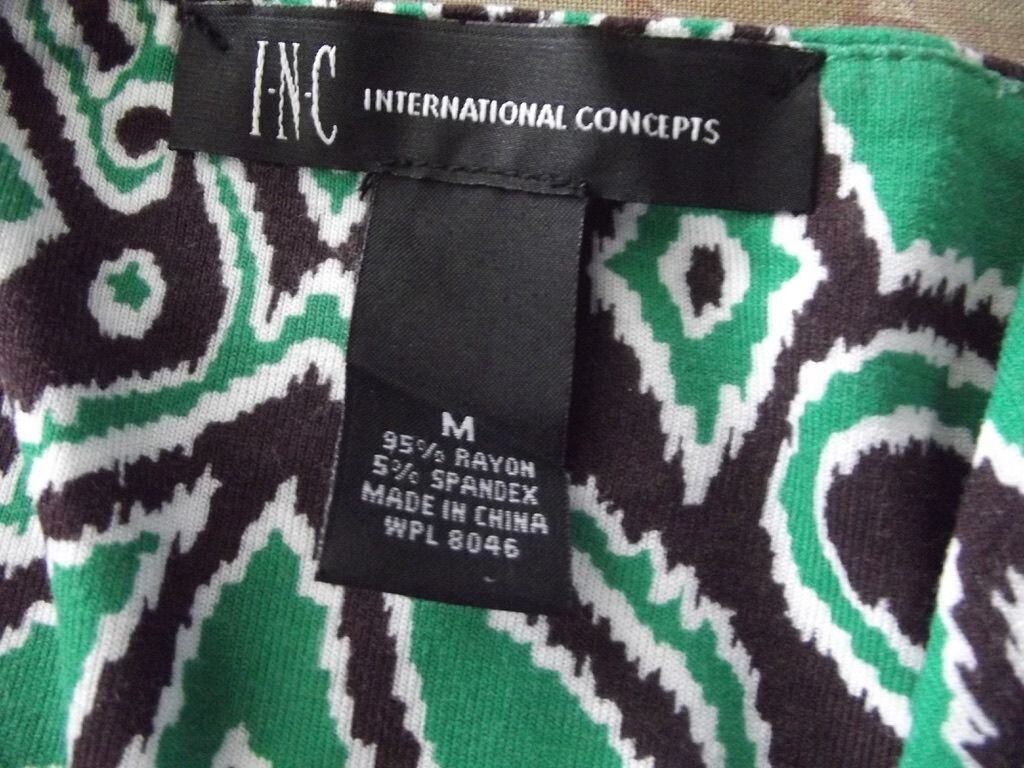 I·N·C INTERNATIONAL CONCEPTS
M
95% RAYON
5% SPANDEX
MADE IN CHINA
WPL 8046